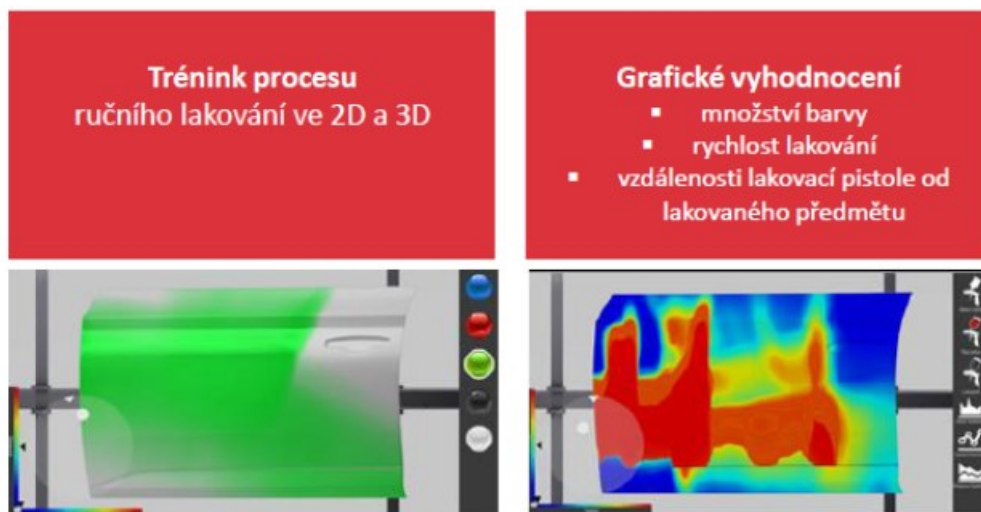 Trénink procesu
ručního lakování ve 2D a 3D
Grafické vyhodnocení
▪ množství barvy
▪ rychlost lakování
▪ vzdálenosti lakovací pistole od
lakovaného předmětu